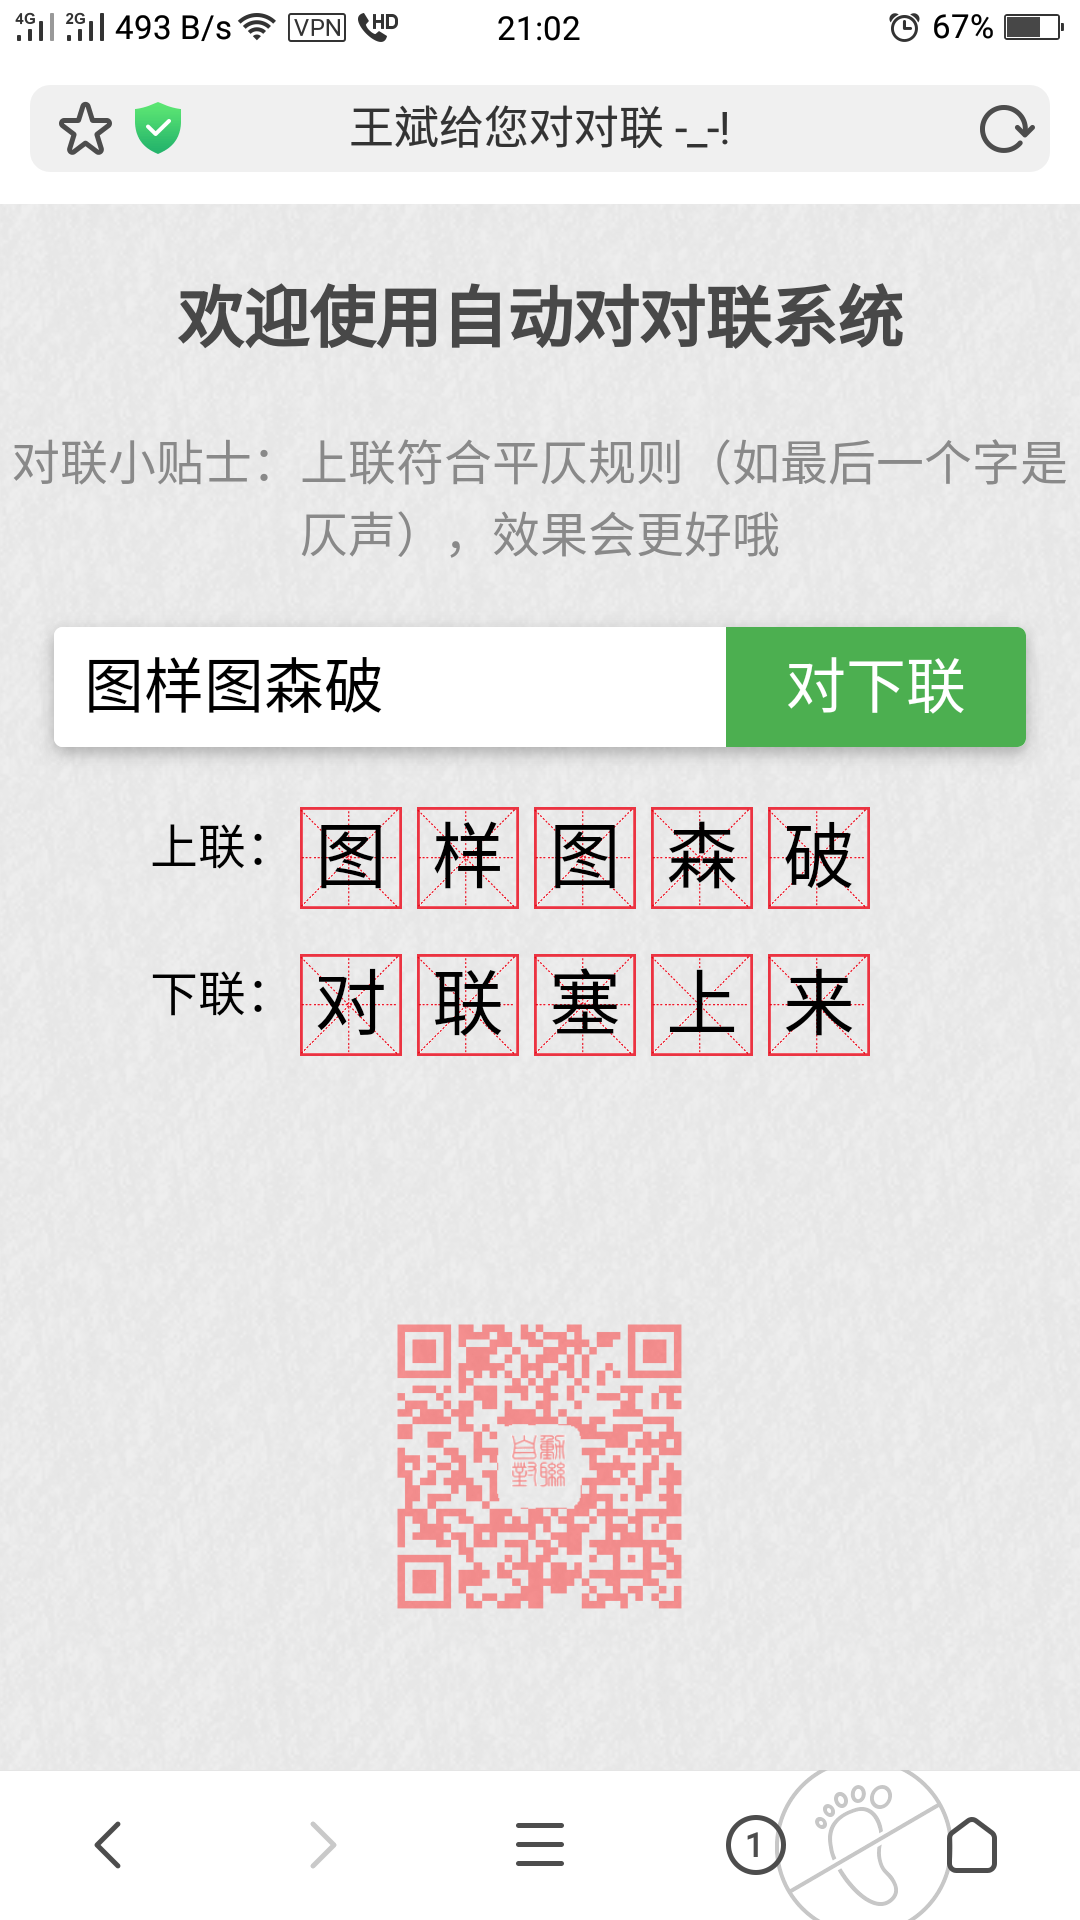 4G 2G 493 B/s VPN HD 21:02 67%
王斌给您对对联 -_-!
欢迎使用自动对对联系统
对联小贴士：上联符合平仄规则（如最后一个字是
仄声），效果会更好哦
图样图森破 对下联
上联： 图样图森破
下联： 对联塞上来
自動
對聯
1